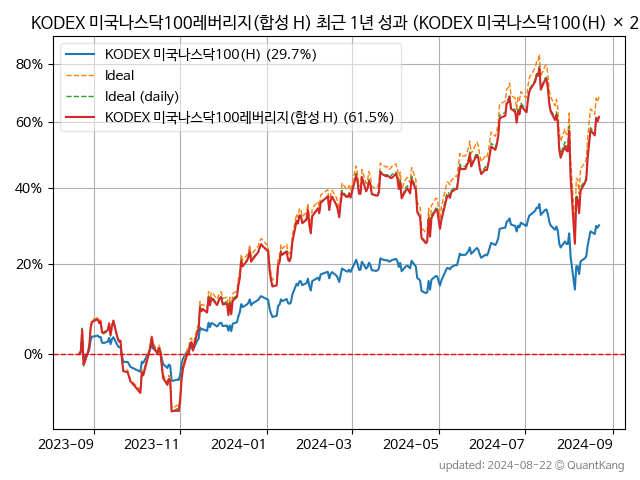 KODEX 미국나스닥100레버리지(합성 H) 최근 1년 성과 (KODEX 미국나스닥100(H) × 2
KODEX 미국나스닥100(H) (29.7%)
Ideal
Ideal (daily)
KODEX 미국나스닥100레버리지(합성 H) (61.5%)
80%
60%
40%
20%
0%
2023-09 2023-11 2024-01 2024-03 2024-05 2024-07 2024-09
updated: 2024-08-22 © QuantKang